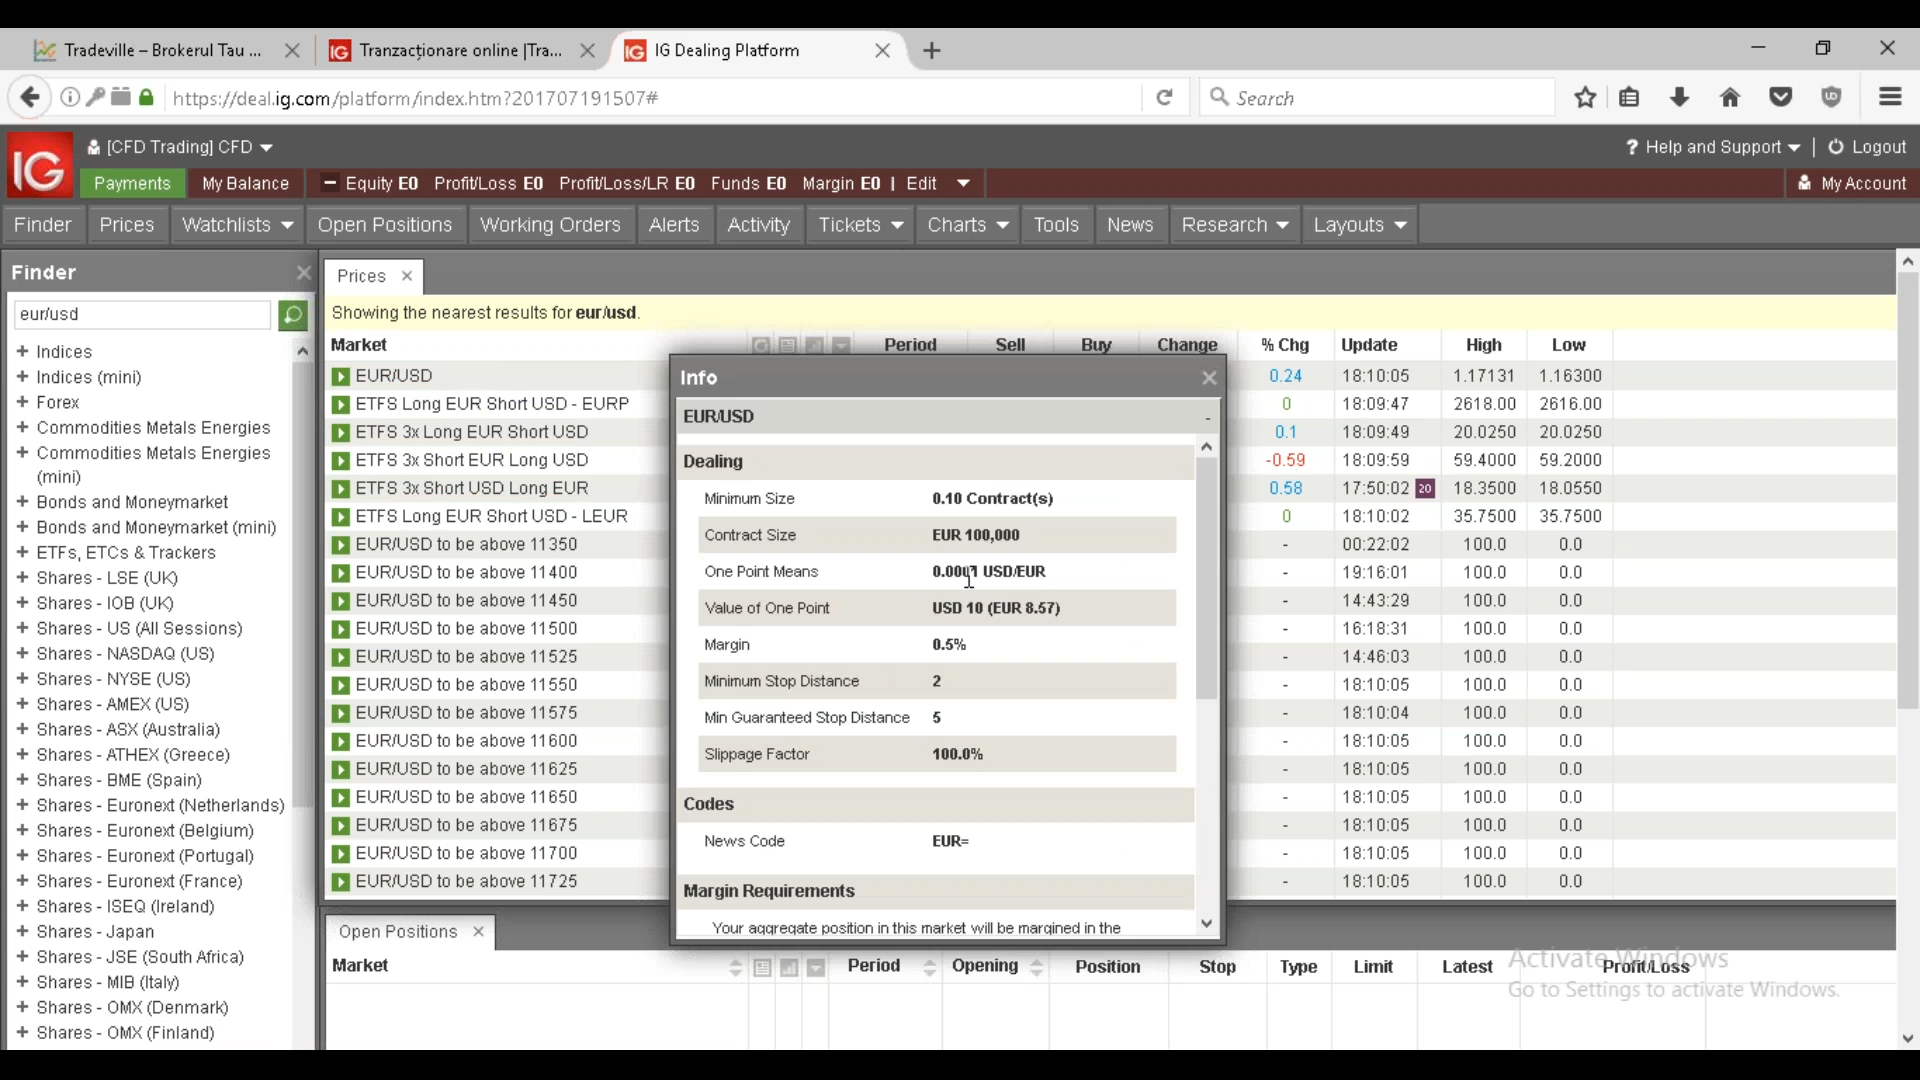 Tradeville – Brokerul Tau ...
Tranzacționare online |Tra...
IG Dealing Platform
https://deal.ig.com/platform/index.htm?201707191507#
Search
IG
[CFD Trading] CFD
? Help and Support
Logout
Payments
My Balance
Equity E0 Profit/Loss E0 Profit/Loss/LR E0 Funds E0 Margin E0 | Edit
My Account
Finder
Prices
Watchlists
Open Positions
Working Orders
Alerts
Activity
Tickets
Charts
Tools
News
Research
Layouts
Finder
eur/usd
+ Indices
+ Indices (mini)
+ Forex
+ Commodities Metals Energies
+ Commodities Metals Energies
(mini)
+ Bonds and Moneymarket
+ Bonds and Moneymarket (mini)
+ ETFs, ETCs & Trackers
+ Shares - LSE (UK)
+ Shares - IOB (UK)
+ Shares - US (All Sessions)
+ Shares - NASDAQ (US)
+ Shares - NYSE (US)
+ Shares - AMEX (US)
+ Shares - ASX (Australia)
+ Shares - ATHEX (Greece)
+ Shares - BME (Spain)
+ Shares - Euronext (Netherlands)
+ Shares - Euronext (Belgium)
+ Shares - Euronext (Portugal)
+ Shares - Euronext (France)
+ Shares - ISEQ (Ireland)
+ Shares - Japan
+ Shares - JSE (South Africa)
+ Shares - MIB (Italy)
+ Shares - OMX (Denmark)
+ Shares - OMX (Finland)
Prices
Showing the nearest results for eur/usd.
Market Period Sell Buy Change % Chg Update High Low
EUR/USD 0.24 18:10:05 1.17131 1.16300
ETFS Long EUR Short USD - EURP 0 18:09:47 2618.00 2616.00
ETFS 3x Long EUR Short USD 0.1 18:09:49 20.0250 20.0250
ETFS 3x Short EUR Long USD -0.59 18:09:59 59.4000 59.2000
ETFS 3x Short USD Long EUR 0.58 17:50:02 20 18.3500 18.0550
ETFS Long EUR Short USD - LEUR 0 18:10:02 35.7500 35.7500
EUR/USD to be above 11350 - 00:22:02 100.0 0.0
EUR/USD to be above 11400 - 19:16:01 100.0 0.0
EUR/USD to be above 11450 - 14:43:29 100.0 0.0
EUR/USD to be above 11500 - 16:18:31 100.0 0.0
EUR/USD to be above 11525 - 14:46:03 100.0 0.0
EUR/USD to be above 11550 - 18:10:05 100.0 0.0
EUR/USD to be above 11575 - 18:10:04 100.0 0.0
EUR/USD to be above 11600 - 18:10:05 100.0 0.0
EUR/USD to be above 11625 - 18:10:05 100.0 0.0
EUR/USD to be above 11650 - 18:10:05 100.0 0.0
EUR/USD to be above 11675 - 18:10:05 100.0 0.0
EUR/USD to be above 11700 - 18:10:05 100.0 0.0
EUR/USD to be above 11725 - 18:10:05 100.0 0.0
Info
EUR/USD -
Dealing
Minimum Size 0.10 Contract(s)
Contract Size EUR 100,000
One Point Means 0.0001 USD/EUR
Value of One Point USD 10 (EUR 8.57)
Margin 0.5%
Minimum Stop Distance 2
Min Guaranteed Stop Distance 5
Slippage Factor 100.0%
Codes
News Code EUR=
Margin Requirements
Your aggregate position in this market will be margined in the
Open Positions
Market Period Opening Position Stop Type Limit Latest Profit/Loss
Activate Windows
Go to Settings to activate Windows.